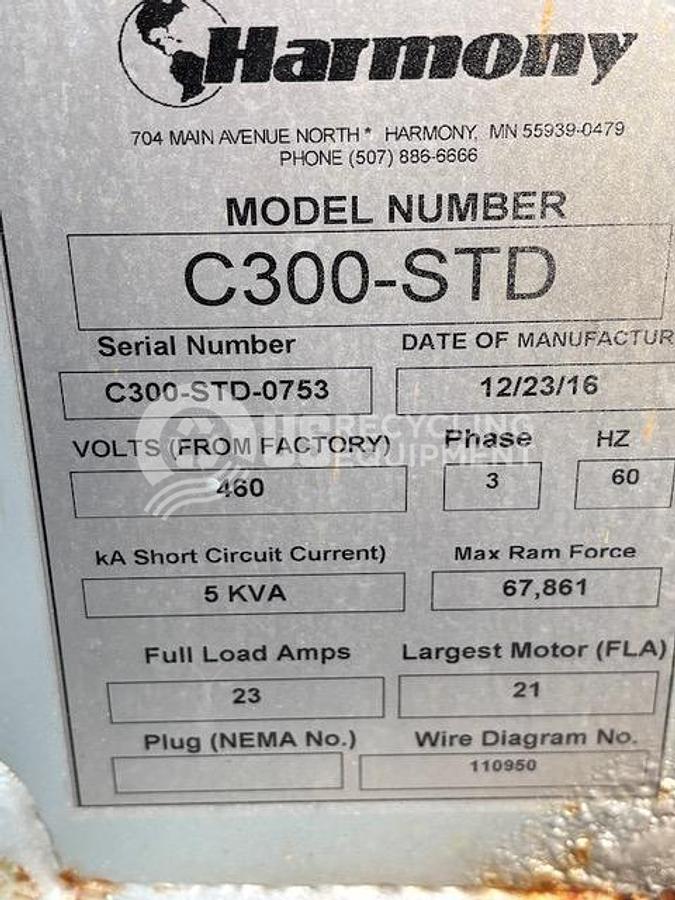 Harmony
704 MAIN AVENUE NORTH * HARMONY, MN 55939-0479
PHONE (507) 886-6666
MODEL NUMBER
C300-STD
Serial Number DATE OF MANUFACTUR
C300-STD-0753 12/23/16
US RECYCLING EQUIPMENT
VOLTS (FROM FACTORY) Phase HZ
460 3 60
kA Short Circuit Current) Max Ram Force
5 KVA 67,861
Full Load Amps Largest Motor (FLA)
23 21
Plug (NEMA No.) Wire Diagram No.
110950